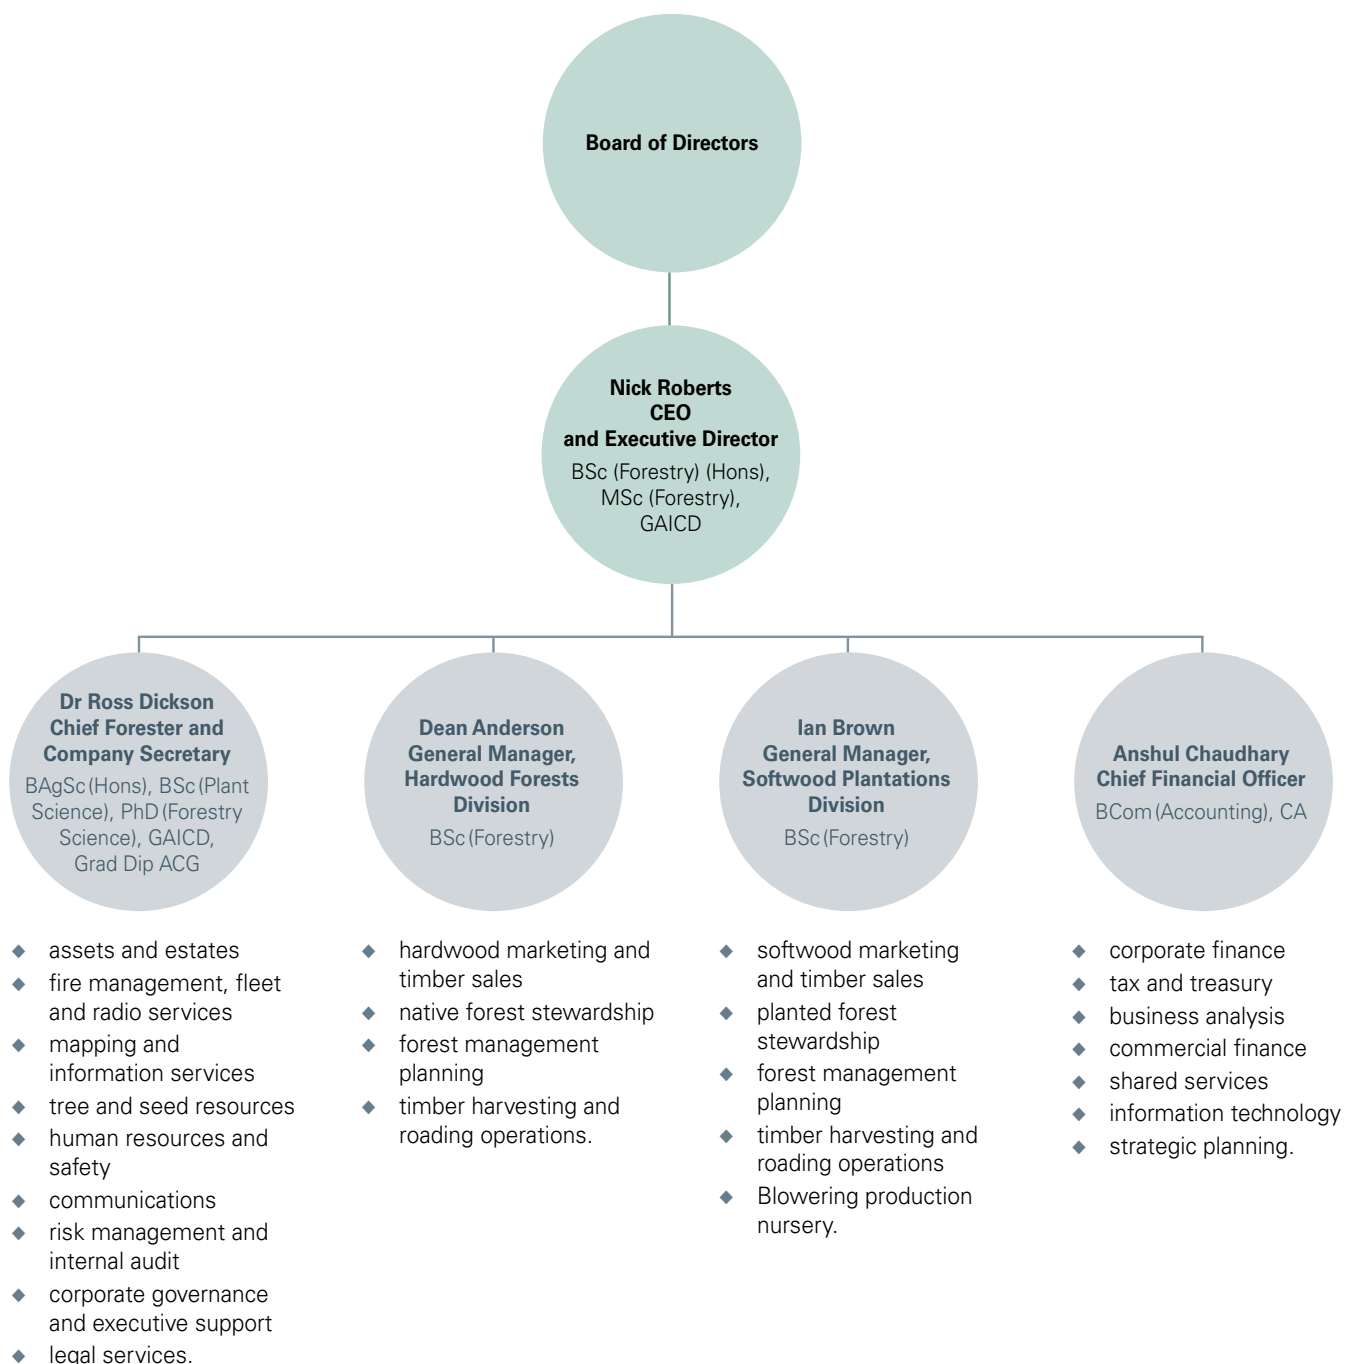 Board of Directors
Nick Roberts
CEO
and Executive Director
BSc (Forestry) (Hons),
MSc (Forestry),
GAICD
Dr Ross Dickson
Chief Forester and
Company Secretary
BAgSc (Hons), BSc (Plant
Science), PhD (Forestry
Science), GAICD,
Grad Dip ACG
Dean Anderson
General Manager,
Hardwood Forests
Division
BSc (Forestry)
Ian Brown
General Manager,
Softwood Plantations
Division
BSc (Forestry)
Anshul Chaudhary
Chief Financial Officer
BCom (Accounting), CA
◆ assets and estates
◆ fire management, fleet
and radio services
◆ mapping and
information services
◆ tree and seed resources
◆ human resources and
safety
◆ communications
◆ risk management and
internal audit
◆ corporate governance
and executive support
◆ legal services.
◆ hardwood marketing and
timber sales
◆ native forest stewardship
◆ forest management
planning
◆ timber harvesting and
roading operations.
◆ softwood marketing
and timber sales
◆ planted forest
stewardship
◆ forest management
planning
◆ timber harvesting and
roading operations
◆ Blowering production
nursery.
◆ corporate finance
◆ tax and treasury
◆ business analysis
◆ commercial finance
◆ shared services
◆ information technology
◆ strategic planning.